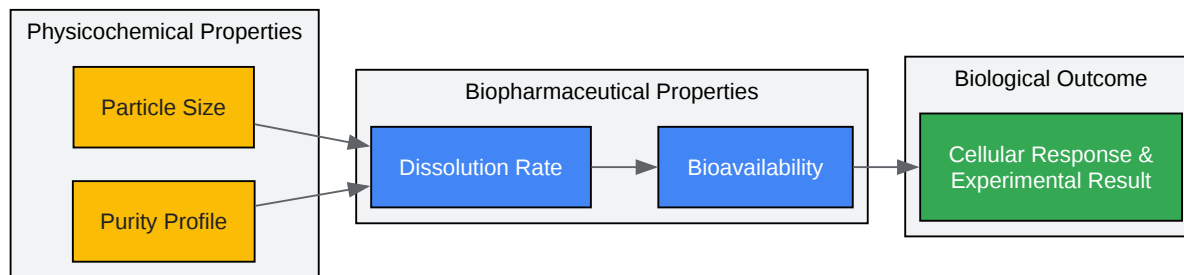 Physicochemical Properties
Particle Size
Purity Profile
Biopharmaceutical Properties
Dissolution Rate
Bioavailability
Biological Outcome
Cellular Response &
Experimental Result